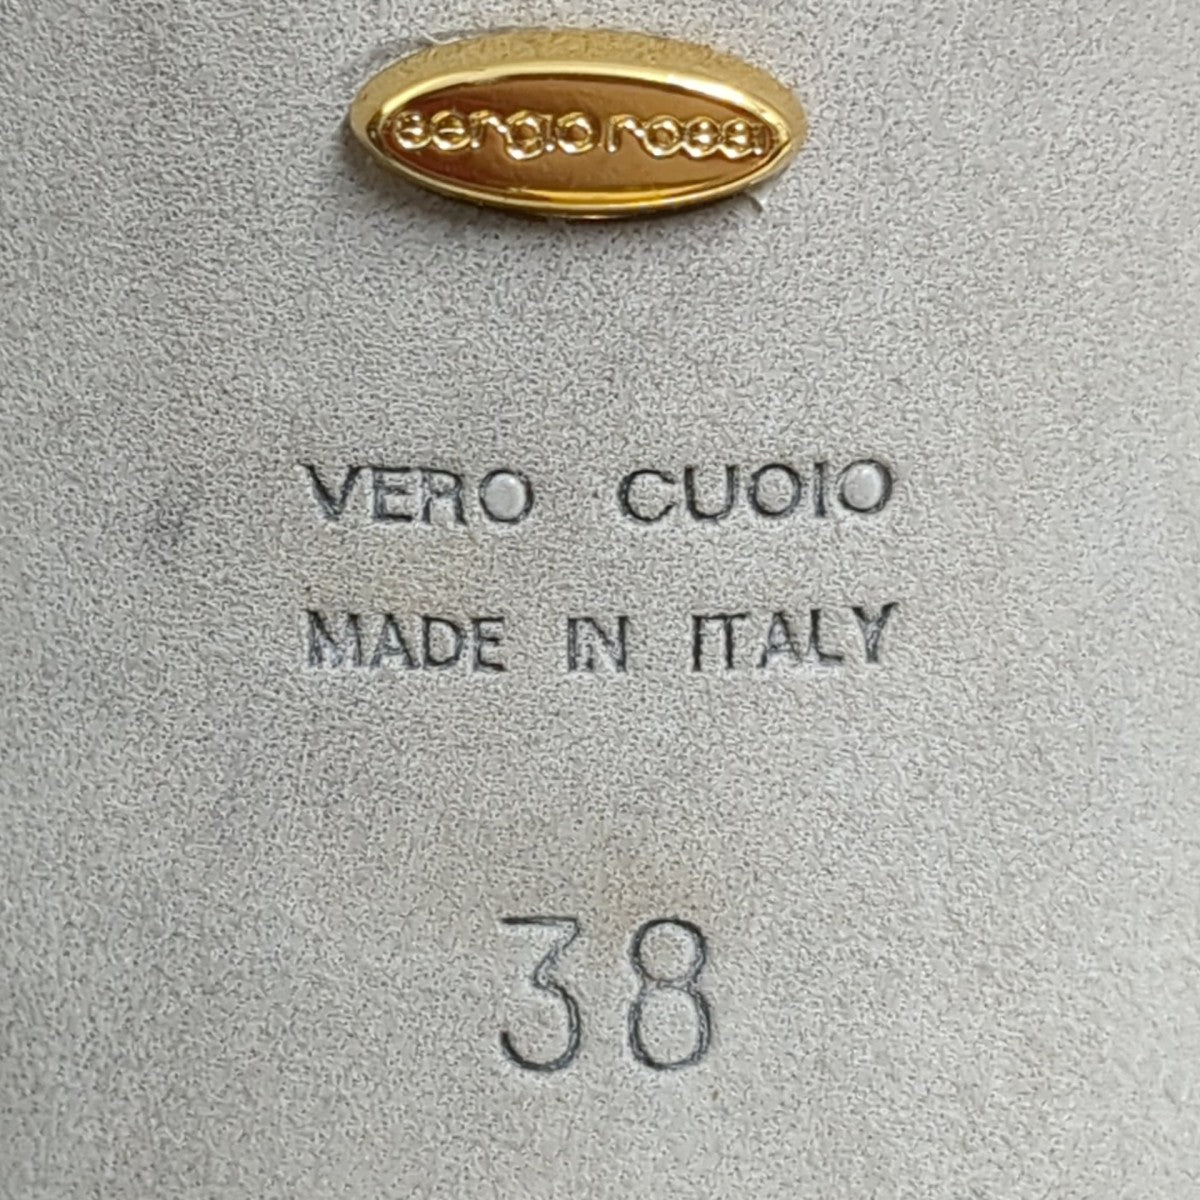 sergio rossi
VERO CUOIO
MADE IN ITALY
38